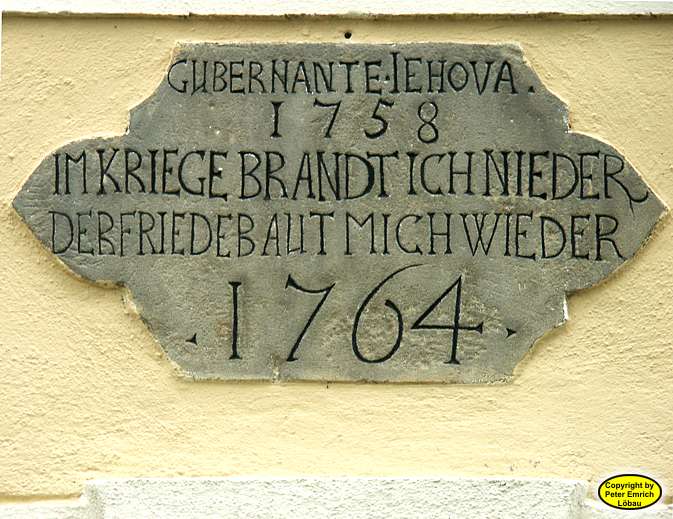 GUBERNANTE·IEHOVA.
1758
IM KRIEGE BRANDT ICH NIEDER
DER FRIEDE BAUT MICH WIEDER
·1764·
Copyright by
Peter Emrich
Löbau